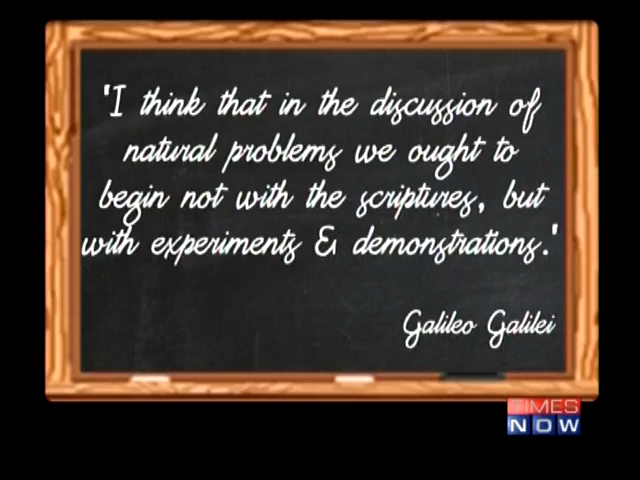 'I think that in the discussion of
natural problems we ought to
begin not with the scriptures, but
with experiments & demonstrations.'
Galileo Galilei
TIMES
NOW